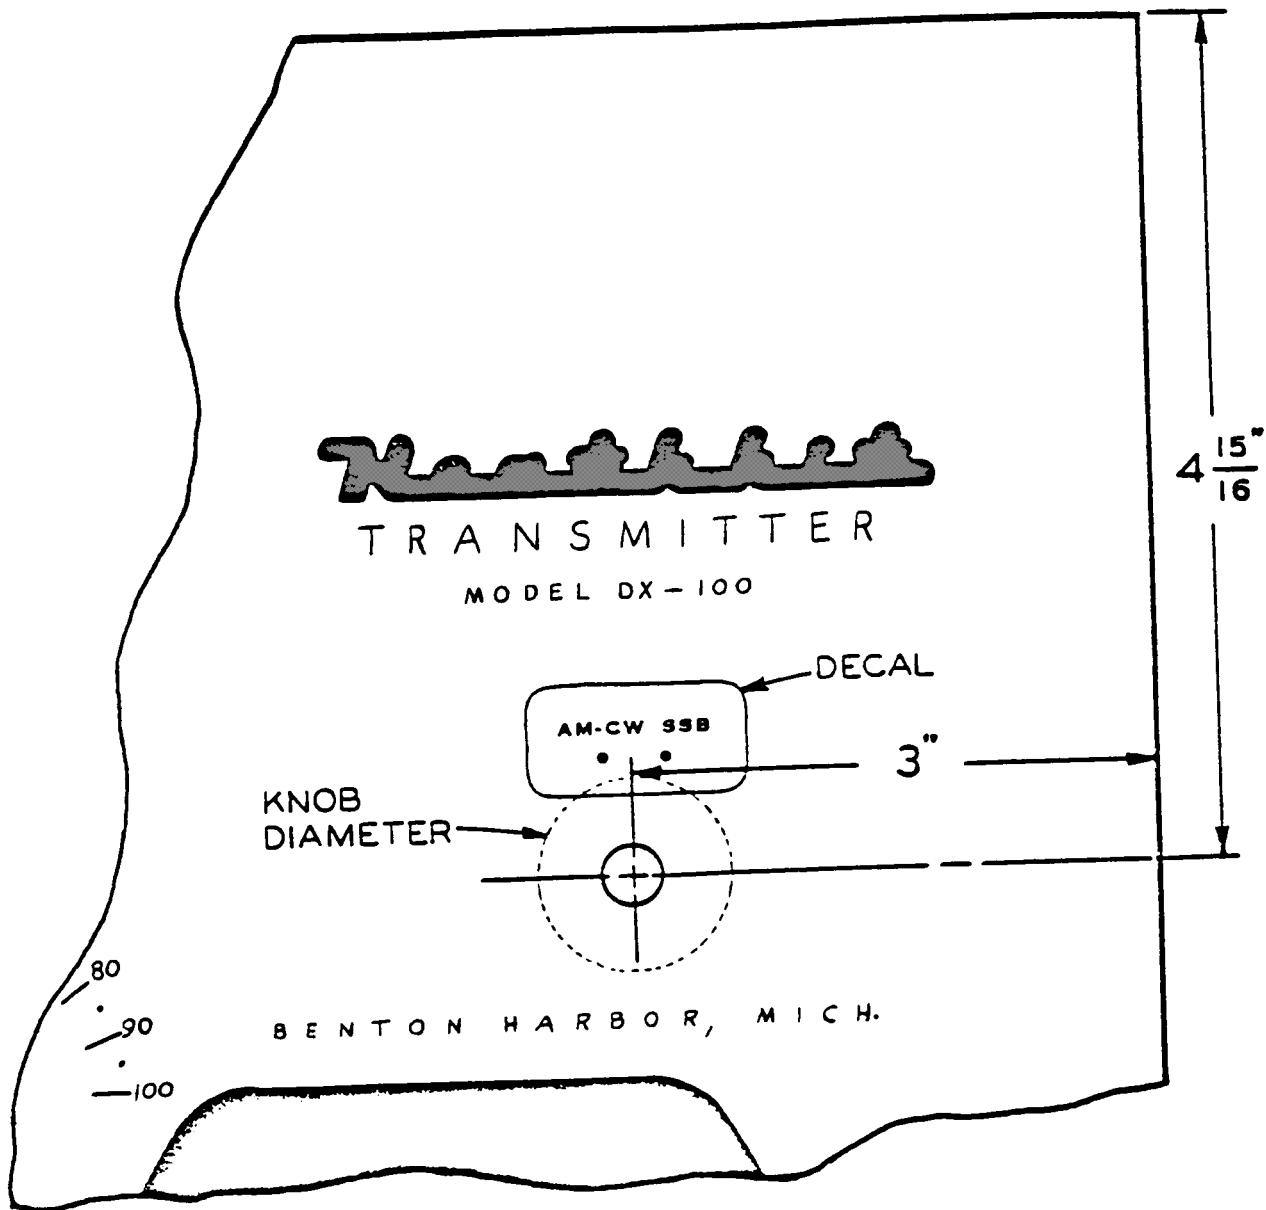 TRANSMITTER
MODEL DX-100
DECAL
AM-CW SSB
3"
4 15/16"
KNOB
DIAMETER
80
90
100
BENTON HARBOR, MICH.